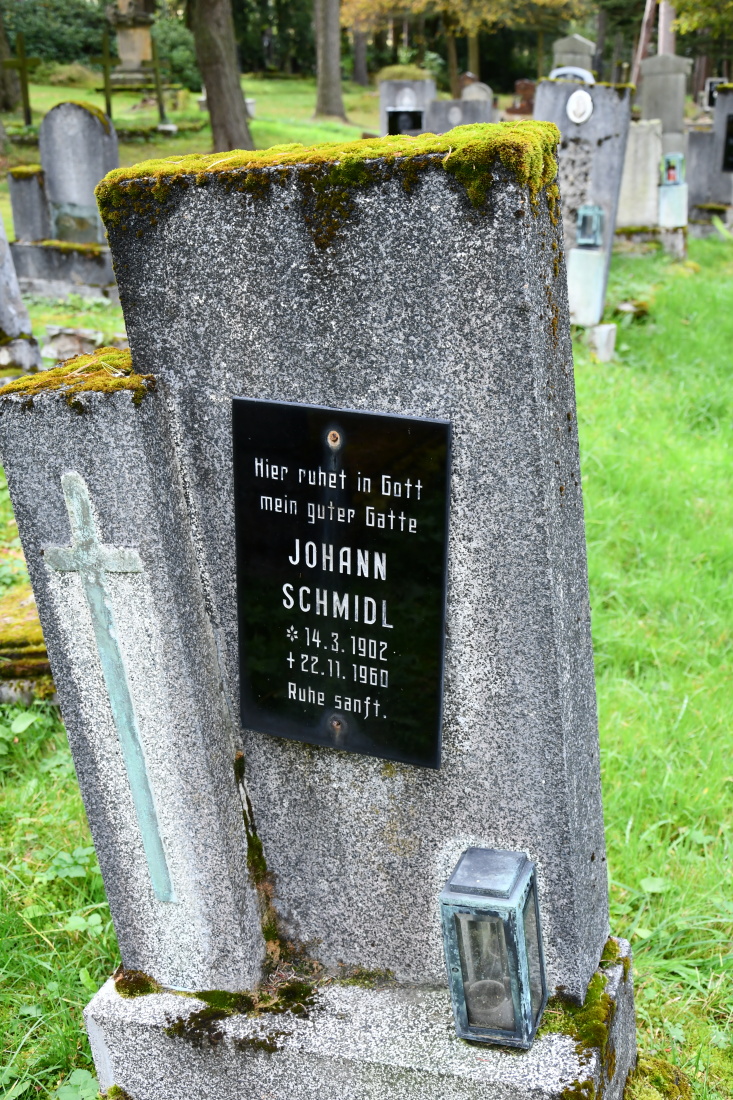 Hier ruhet in Gott
mein guter Gatte
JOHANN
SCHMIDL
* 14.3.1902
+ 22.11.1960
Ruhe sanft.